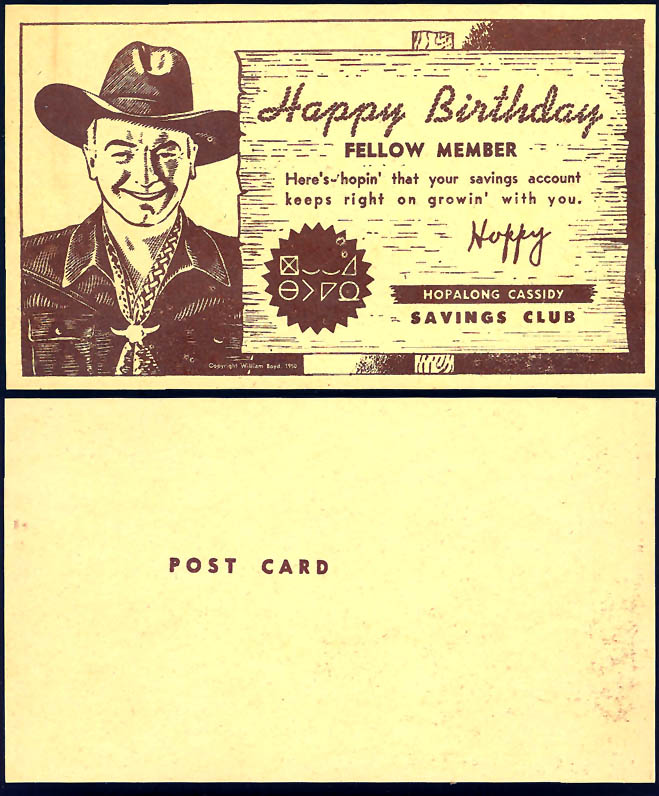 Happy Birthday
FELLOW MEMBER
Here's-'hopin' that your savings account
keeps right on growin' with you.
Hoppy
HOPALONG CASSIDY
SAVINGS CLUB
Copyright William Boyd, 1950
POST CARD